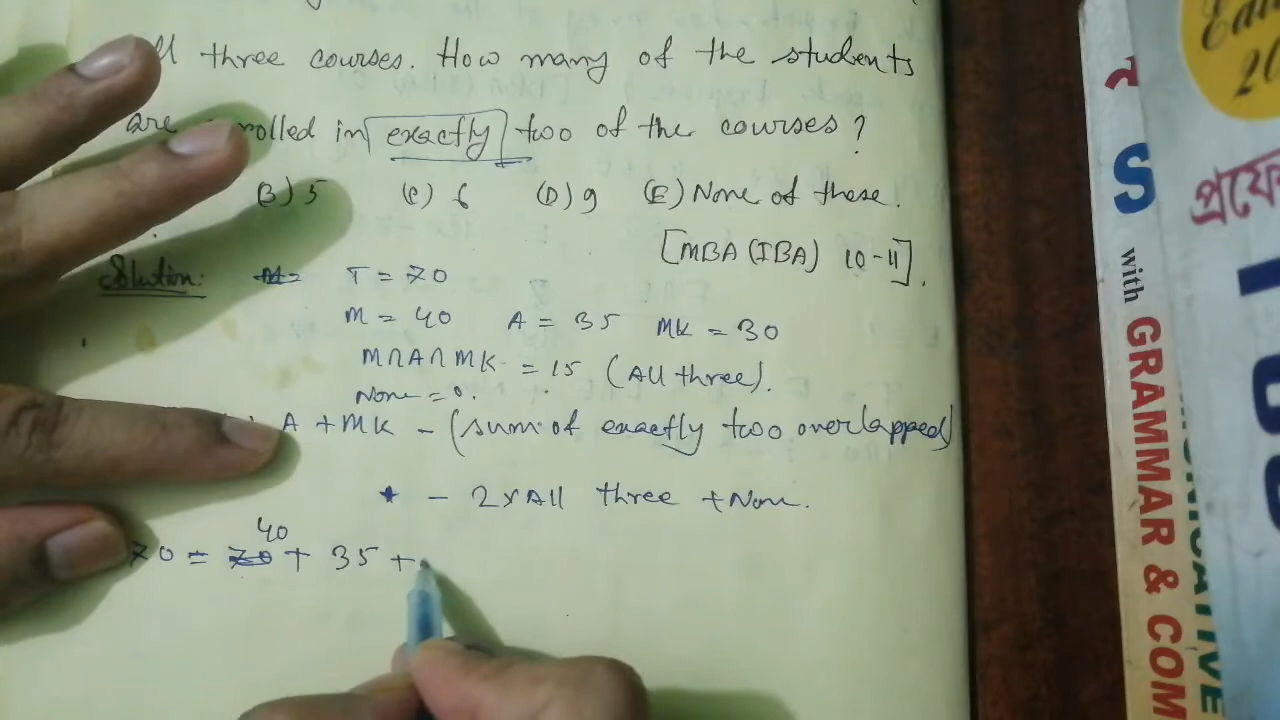 three courses. How many of the students
are rolled in exactly two of the courses?
(B) 5 (C) 6 (D) 9 (E) None of these.
[MBA (IBA) 10-11].
Solution: T = 70
M = 40 A = 35 MK = 30
M∩A∩MK = 15 (All three).
None = 0.
A + MK - (sum of exactly two overlapped)
- 2×All three + None.
40
70 = 70 + 35 +
S with GRAMMAR & COM
প্রফে